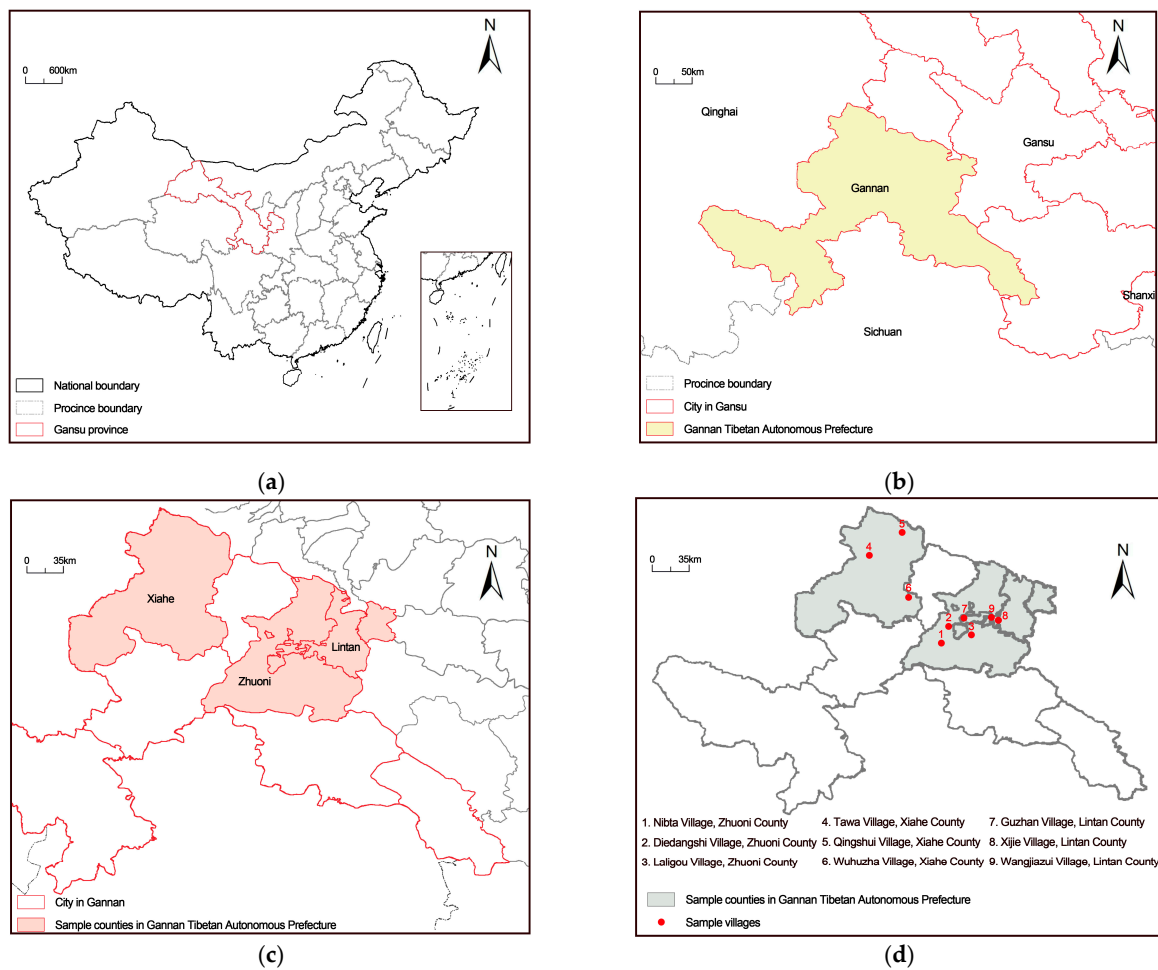 N
0 600km
National boundary
Procince boundary
Gansu province
(a)
N
0 50km
Qinghai
Gansu
Gannan
Shanxi
Sichuan
Procince boundary
City in Gansu
Gannan Tibetan Autonomous Prefecture
(b)
N
0 35km
Xiahe
Lintan
Zhuoni
City in Gannan
Sample counties in Gannan Tibetan Autonomous Prefecture
(c)
N
0 35km
5
4
6
7
9
8
2
3
1
1. Nibta Village, Zhuoni County 4. Tawa Village, Xiahe County 7. Guzhan Village, Lintan County
2. Diedangshi Village, Zhuoni County 5. Qingshui Village, Xiahe County 8. Xijie Village, Lintan County
3. Laligou Village, Zhuoni County 6. Wuhuzha Village, Xiahe County 9. Wangjiazui Village, Lintan County
Sample counties in Gannan Tibetan Autonomous Prefecture
Sample villages
(d)